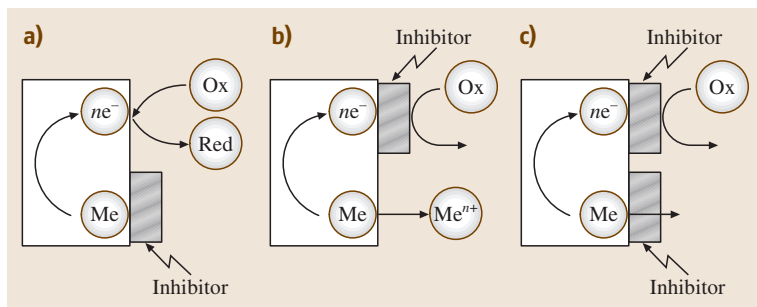 a)
ne⁻
Ox
Red
Me
Inhibitor
b)
Inhibitor
ne⁻
Ox
Me
Meⁿ⁺
c)
Inhibitor
ne⁻
Ox
Me
Inhibitor